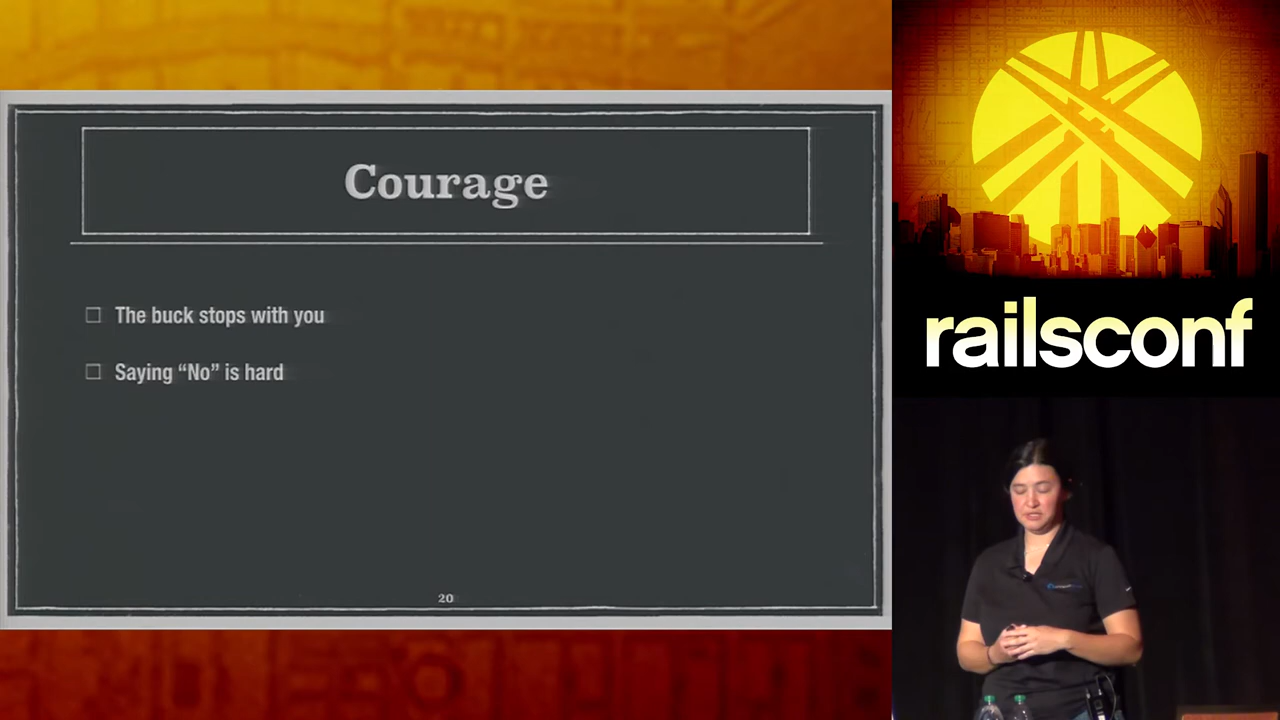 Courage
The buck stops with you
Saying “No” is hard
20
railsconf